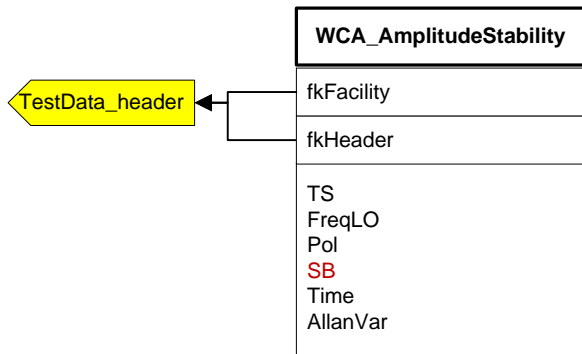 WCA_AmplitudeStability
TestData_header
fkFacility
fkHeader
TS
FreqLO
Pol
SB
Time
AllanVar